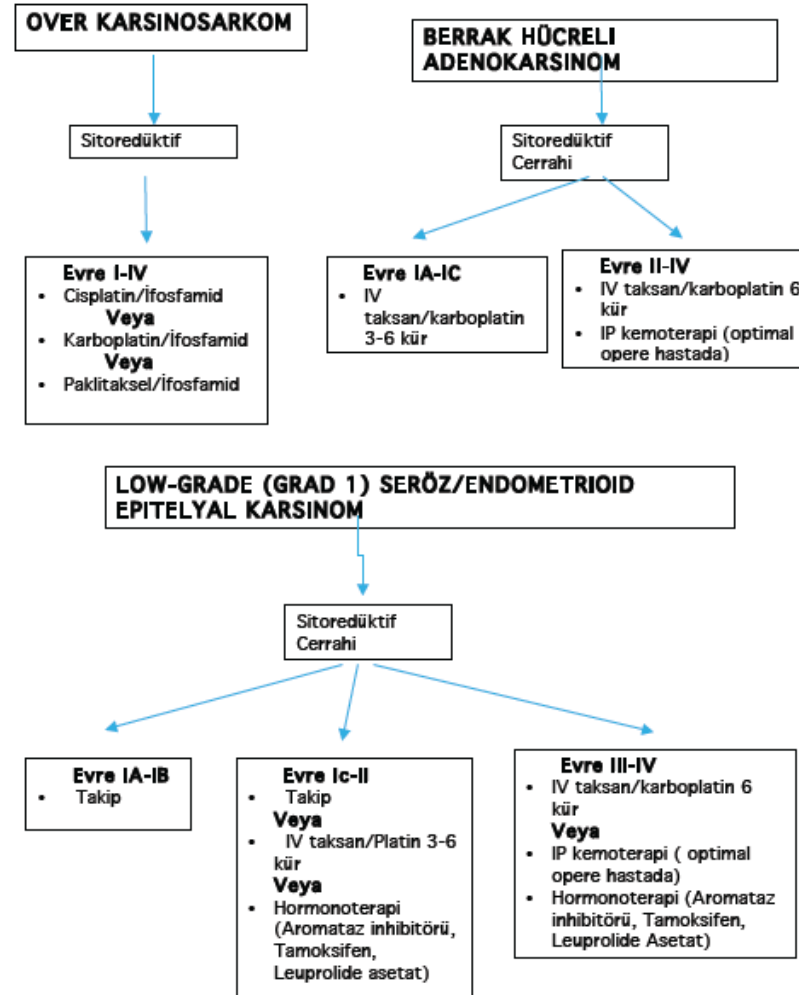 OVER KARSINOSARKOM
Sitoredüktif
Evre I-IV
• Cisplatin/İfosfamid
Veya
• Karboplatin/İfosfamid
Veya
• Paklitaksel/İfosfamid
BERRAK HÜCRELİ
ADENOKARSINOM
Sitoredüktif
Cerrahi
Evre IA-IC
• IV
taksan/karboplatin
3-6 kür
Evre II-IV
• IV taksan/karboplatin 6
kür
• IP kemoterapi (optimal
opere hastada)
LOW-GRADE (GRAD 1) SERÖZ/ENDOMETRIOID
EPITELYAL KARSINOM
Sitoredüktif
Cerrahi
Evre IA-IB
• Takip
Evre Ic-II
• Takip
Veya
• IV taksan/Platin 3-6
kür
Veya
• Hormonoterapi
(Aromataz inhibitörü,
Tamoksifen,
Leuprolide asetat)
Evre III-IV
• IV taksan/karboplatin 6
kür
Veya
• IP kemoterapi ( optimal
opere hastada)
• Hormonoterapi (Aromataz
inhibitörü, Tamoksifen,
Leuprolide Asetat)